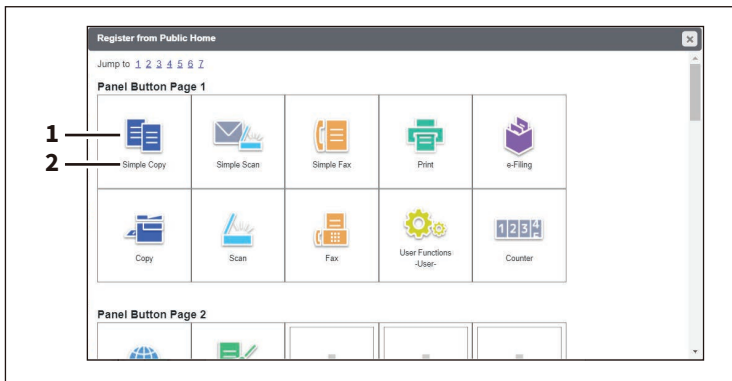 Register from Public Home
Jump to 1 2 3 4 5 6 7
Panel Button Page 1
1
2
Simple Copy Simple Scan Simple Fax Print e-Filing
Copy Scan Fax User Functions -User- Counter
Panel Button Page 2